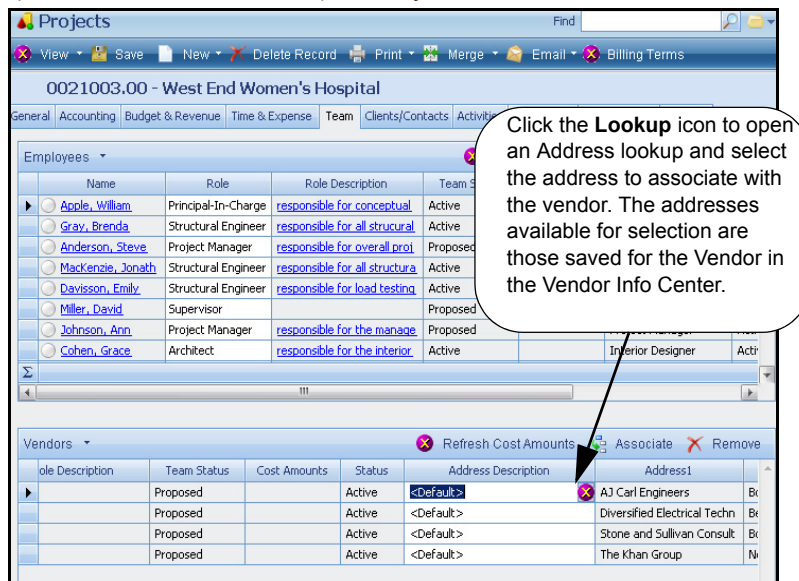 Projects
Find
View Save New Delete Record Print Merge Email Billing Terms
0021003.00 - West End Women's Hospital
General Accounting Budget & Revenue Time & Expense Team Clients/Contacts
Click the Lookup icon to open
an Address lookup and select
the address to associate with
the vendor. The addresses
available for selection are
those saved for the Vendor in
the Vendor Info Center.
Employees
Name Role Role Description Team S
Apple, William Principal-In-Charge responsible for conceptual Active
Gray, Brenda Structural Engineer responsible for all strucural Active
Anderson, Steve Project Manager responsible for overall proj Proposed
MacKenzie, Jonath Structural Engineer responsible for all structura Active
Davisson, Emily Structural Engineer responsible for load testing Active
Miller, David Supervisor Proposed
Johnson, Ann Project Manager responsible for the manage Proposed
Cohen, Grace Architect responsible for the interior Active Interior Designer Acti
Σ
Vendors Refresh Cost Amounts Associate Remove
ole Description Team Status Cost Amounts Status Address Description Address1
Proposed Active <Default> AJ Carl Engineers Bo
Proposed Active <Default> Diversified Electrical Techn Be
Proposed Active <Default> Stone and Sullivan Consult Bo
Proposed Active <Default> The Khan Group N